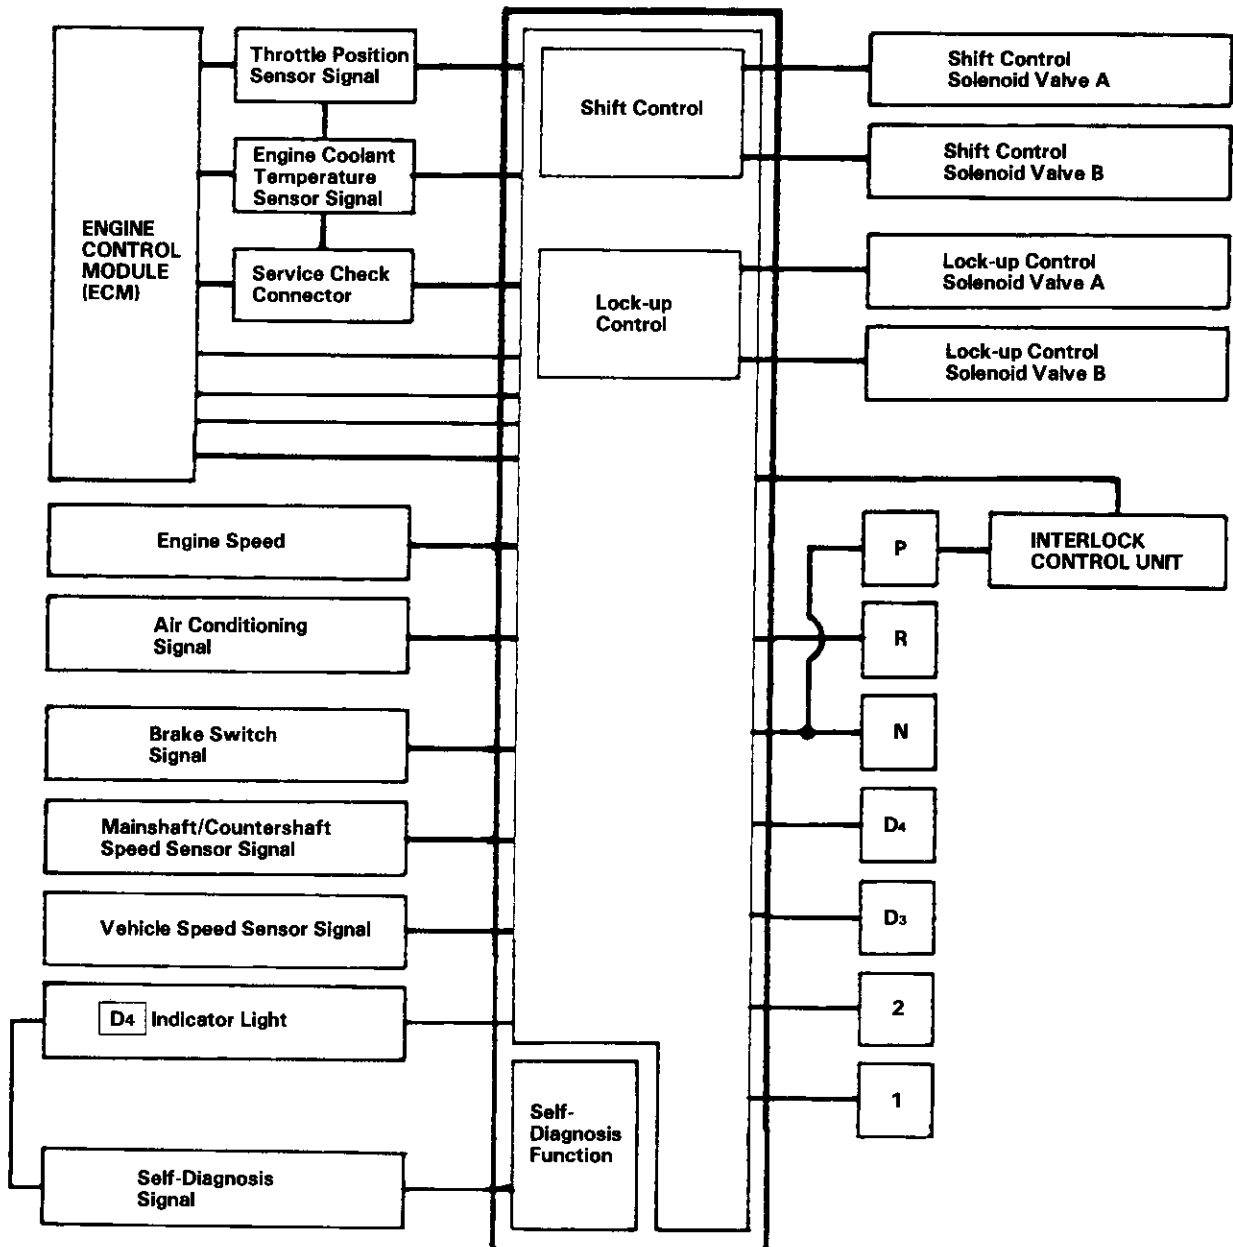 Throttle Position
Sensor Signal
Engine Coolant
Temperature
Sensor Signal
ENGINE
CONTROL
MODULE
(ECM)
Service Check
Connector
Engine Speed
Air Conditioning
Signal
Brake Switch
Signal
Mainshaft/Countershaft
Speed Sensor Signal
Vehicle Speed Sensor Signal
D4 Indicator Light
Self-Diagnosis
Signal
Shift Control
Lock-up
Control
Self-
Diagnosis
Function
Shift Control
Solenoid Valve A
Shift Control
Solenoid Valve B
Lock-up Control
Solenoid Valve A
Lock-up Control
Solenoid Valve B
INTERLOCK
CONTROL UNIT
P
R
N
D4
D3
2
1